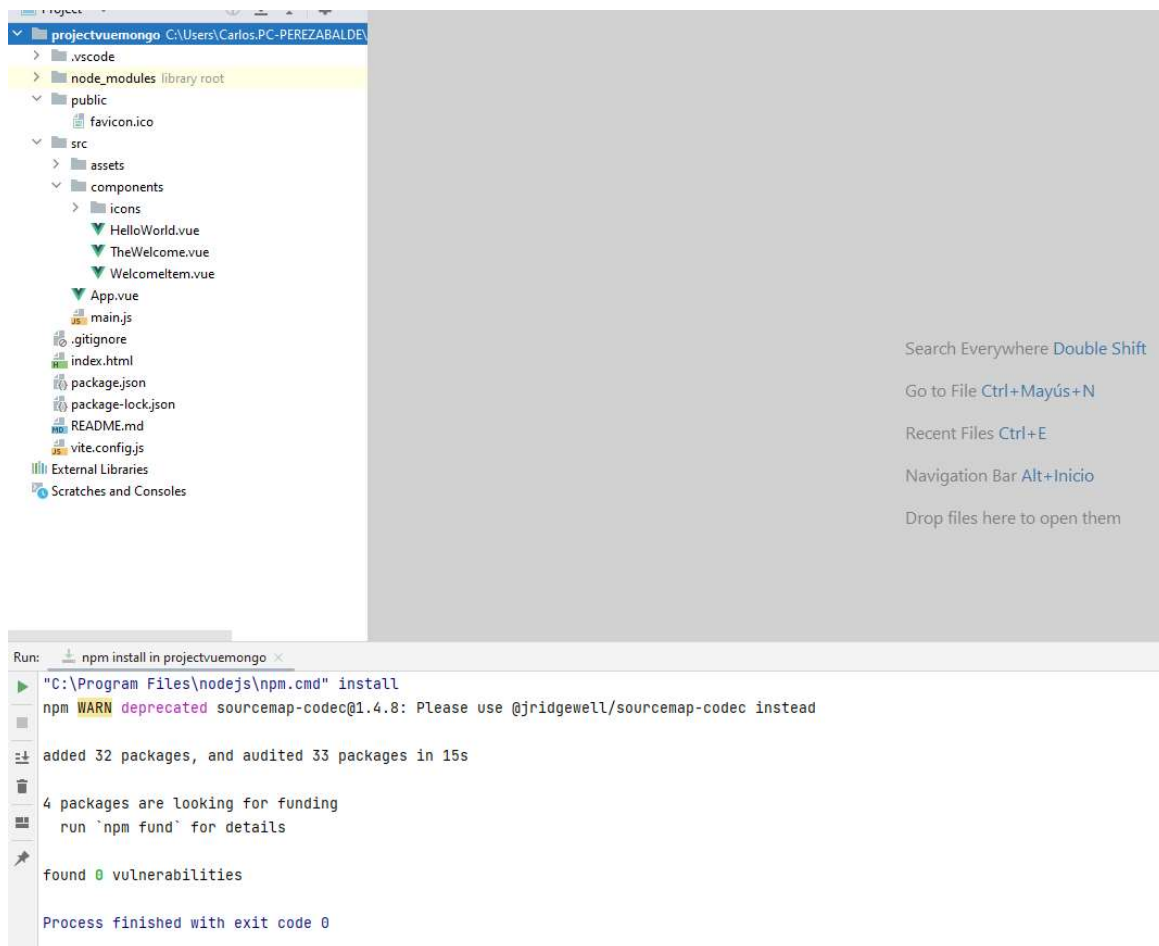 Project
projectvuemongo C:\Users\Carlos.PC-PEREZABALDE\
.vscode
node_modules library root
public
favicon.ico
src
assets
components
icons
HelloWorld.vue
TheWelcome.vue
WelcomeItem.vue
App.vue
main.js
.gitignore
index.html
package.json
package-lock.json
README.md
vite.config.js
External Libraries
Scratches and Consoles
Search Everywhere Double Shift
Go to File Ctrl+Mayús+N
Recent Files Ctrl+E
Navigation Bar Alt+Inicio
Drop files here to open them
Run: npm install in projectvuemongo
"C:\Program Files\nodejs\npm.cmd" install
npm WARN deprecated sourcemap-codec@1.4.8: Please use @jridgewell/sourcemap-codec instead
added 32 packages, and audited 33 packages in 15s
4 packages are looking for funding
run `npm fund` for details
found 0 vulnerabilities
Process finished with exit code 0